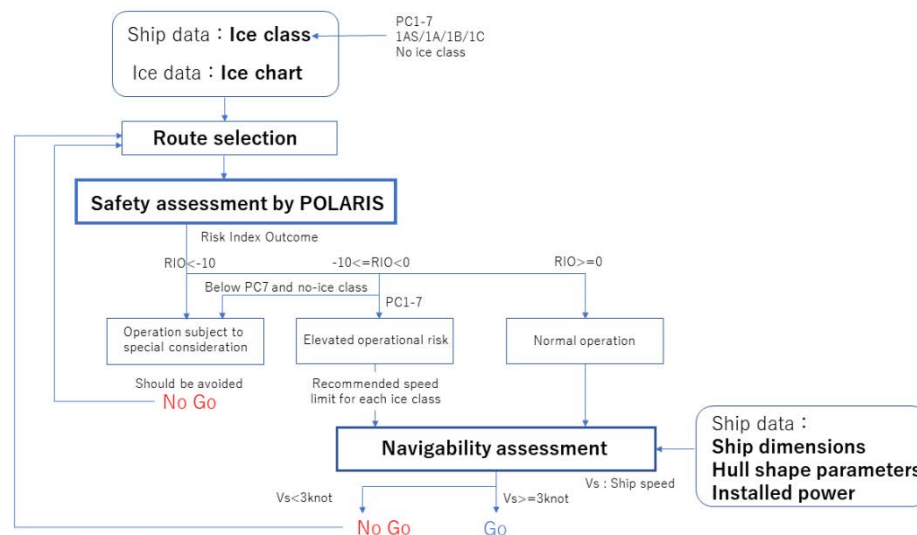 Ship data：Ice class
Ice data：Ice chart
PC1-7
1AS/1A/1B/1C
No ice class
Route selection
Safety assessment by POLARIS
Risk Index Outcome
RIO<-10
-10<=RIO<0
RIO>=0
Below PC7 and no-ice class
PC1-7
Operation subject to
special consideration
Elevated operational risk
Normal operation
Should be avoided
No Go
Recommended speed
limit for each ice class
Navigability assessment
Ship data：
Ship dimensions
Hull shape parameters
Installed power
Vs : Ship speed
Vs<3knot
Vs>=3knot
No Go
Go